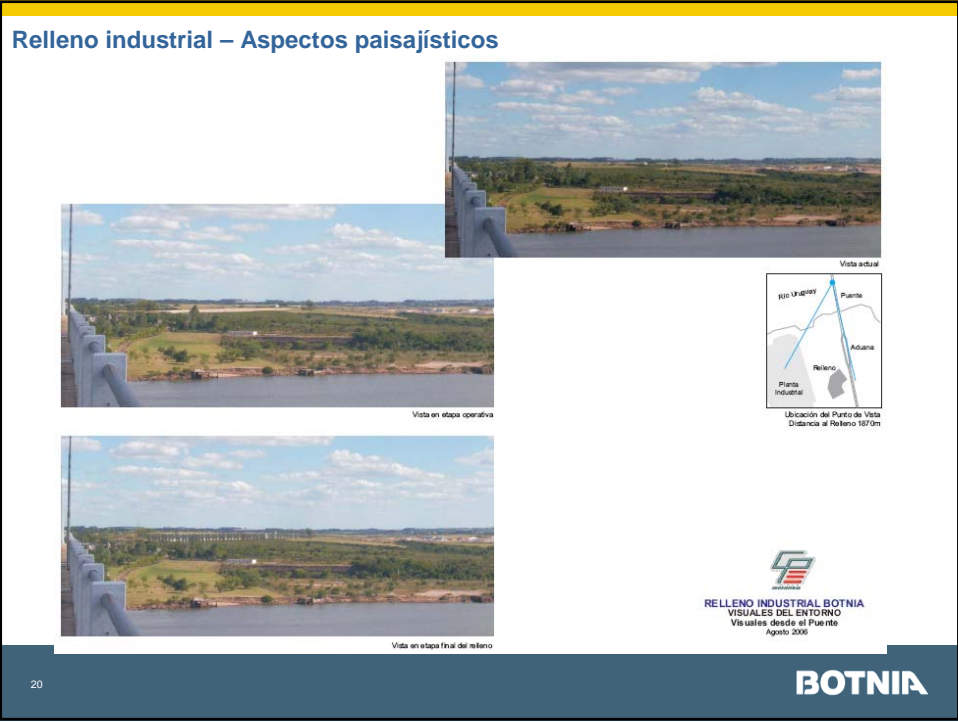 Relleno industrial – Aspectos paisajísticos
Vista actual
Río Uruguay
Puente
Aduana
Relleno
Planta
Industrial
Ubicación del Punto de Vista
Distancia al Relleno 1870m
Vista en etapa operativa
Vista en etapa final del relleno
RELLENO INDUSTRIAL BOTNIA
VISUALES DEL ENTORNO
Visuales desde el Puente
Agosto 2006
20
BOTNIA